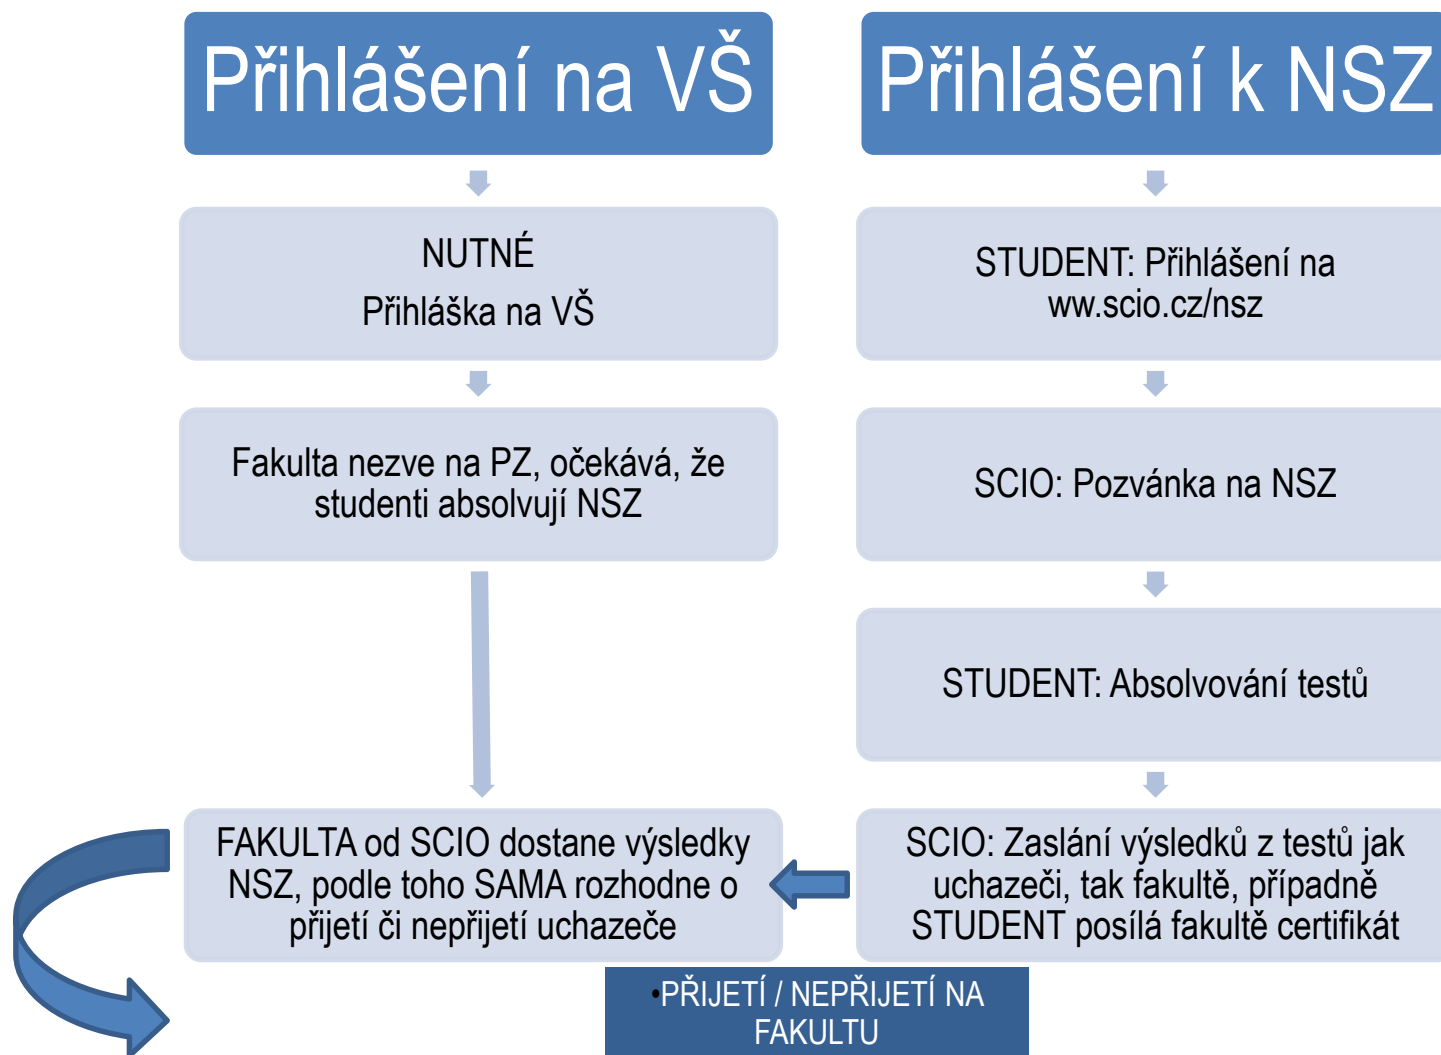 Přihlášení na VŠ
NUTNÉ
Přihláška na VŠ
Fakulta nezve na PZ, očekává, že
studenti absolvují NSZ
FAKULTA od SCIO dostane výsledky
NSZ, podle toho SAMA rozhodne o
přijetí či nepřijetí uchazeče
Přihlášení k NSZ
STUDENT: Přihlášení na
ww.scio.cz/nsz
SCIO: Pozvánka na NSZ
STUDENT: Absolvování testů
SCIO: Zaslání výsledků z testů jak
uchazeči, tak fakultě, případně
STUDENT posílá fakultě certifikát
•PŘIJETÍ / NEPŘIJETÍ NA
FAKULTU